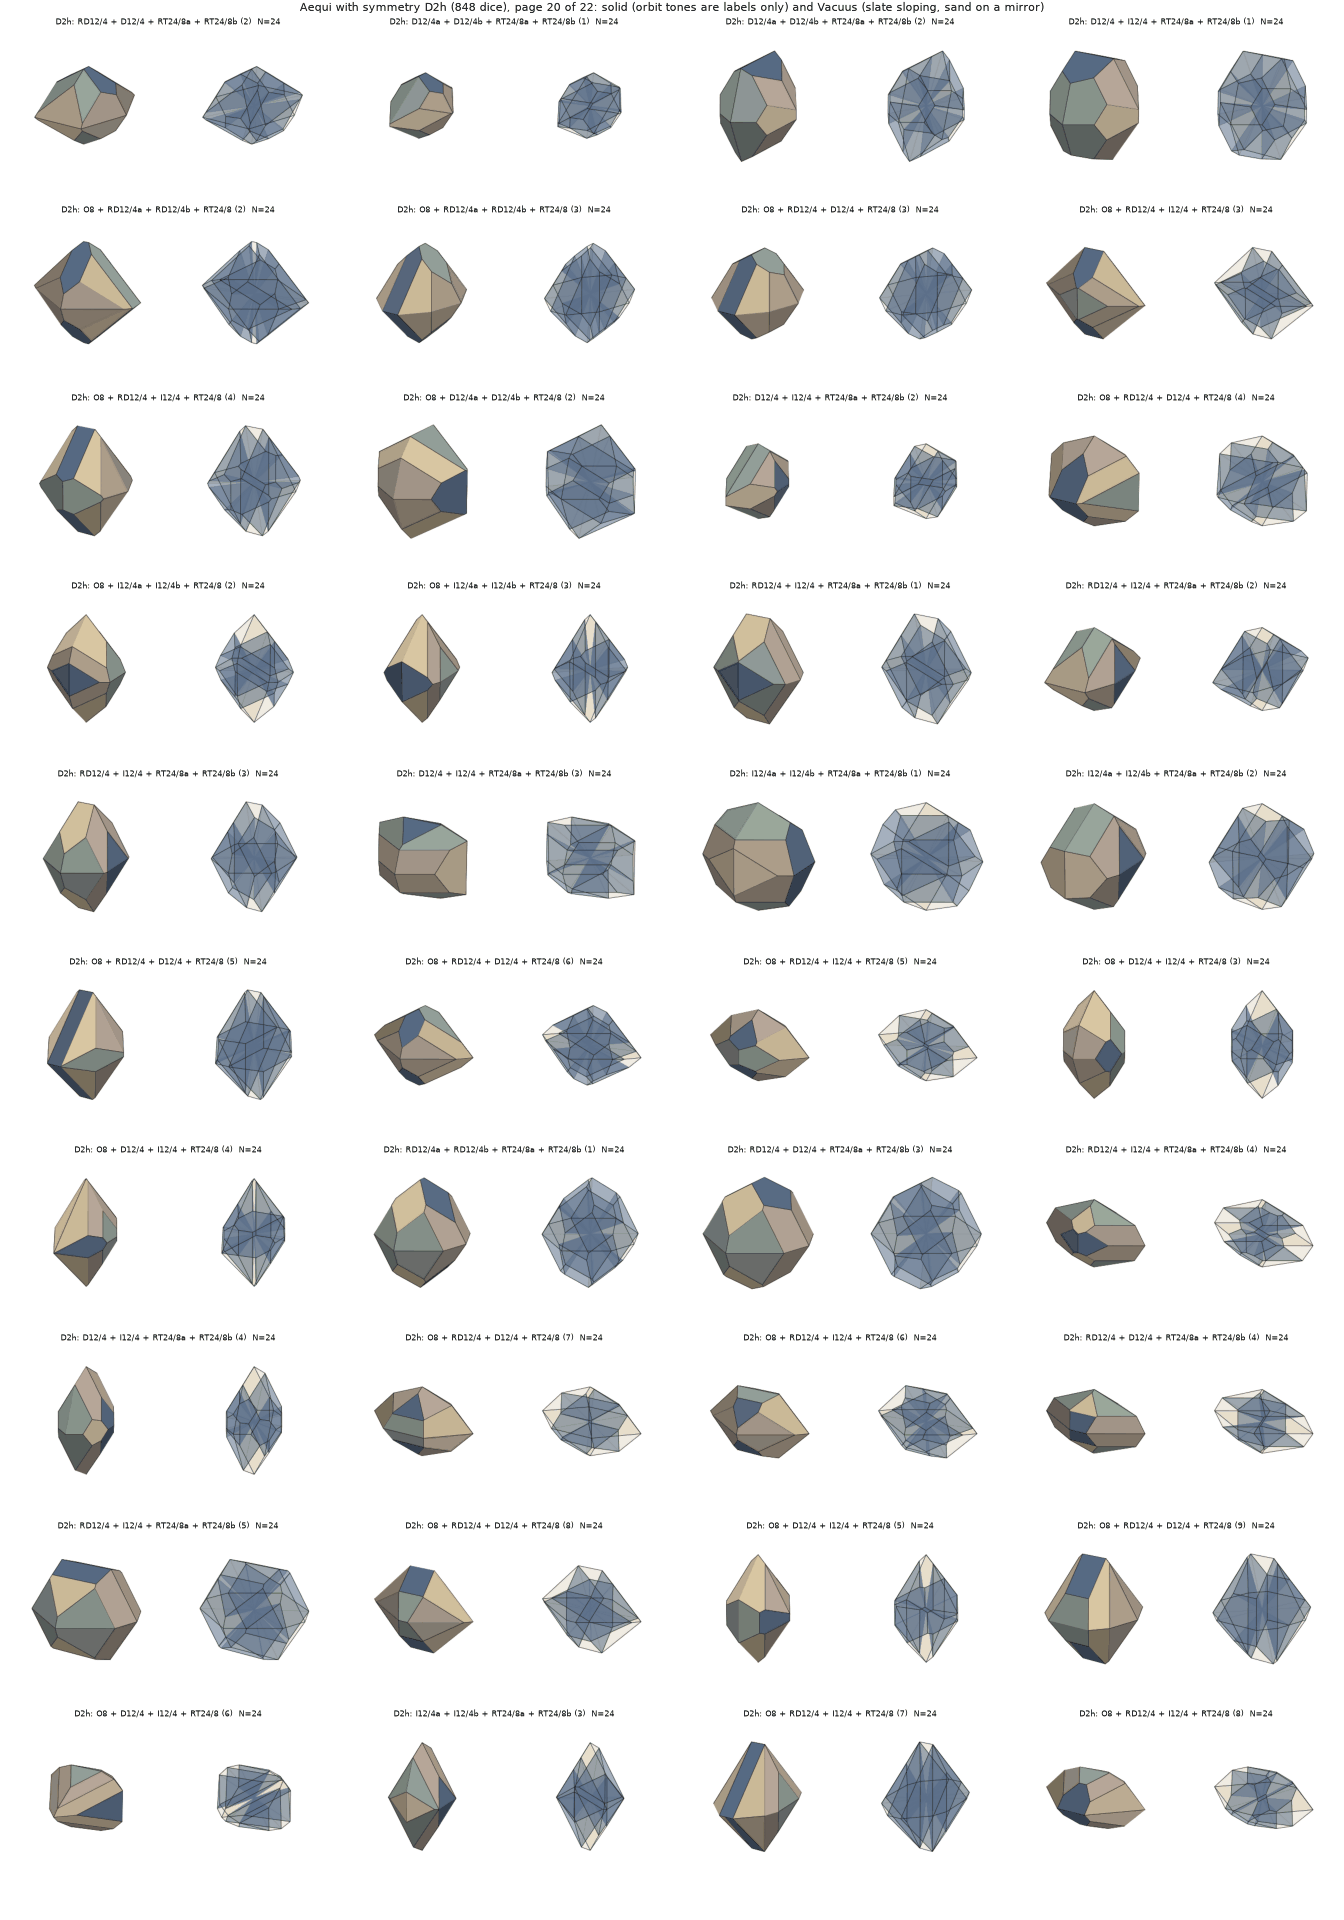 Aequi with symmetry D2h (848 dice), page 20 of 22: solid (orbit tones are labels only) and Vacuus (slate sloping, sand on a mirror)
D2h: RD12/4 + D12/4 + RT24/8a + RT24/8b (2)  N=24
D2h: D12/4a + D12/4b + RT24/8a + RT24/8b (1)  N=24
D2h: D12/4a + D12/4b + RT24/8a + RT24/8b (2)  N=24
D2h: D12/4 + I12/4 + RT24/8a + RT24/8b (1)  N=24
D2h: O8 + RD12/4a + RD12/4b + RT24/8 (2)  N=24
D2h: O8 + RD12/4a + RD12/4b + RT24/8 (3)  N=24
D2h: O8 + RD12/4 + D12/4 + RT24/8 (3)  N=24
D2h: O8 + RD12/4 + I12/4 + RT24/8 (3)  N=24
D2h: O8 + RD12/4 + I12/4 + RT24/8 (4)  N=24
D2h: O8 + D12/4a + D12/4b + RT24/8 (2)  N=24
D2h: D12/4 + I12/4 + RT24/8a + RT24/8b (2)  N=24
D2h: O8 + RD12/4 + D12/4 + RT24/8 (4)  N=24
D2h: O8 + I12/4a + I12/4b + RT24/8 (2)  N=24
D2h: O8 + I12/4a + I12/4b + RT24/8 (3)  N=24
D2h: RD12/4 + I12/4 + RT24/8a + RT24/8b (1)  N=24
D2h: RD12/4 + I12/4 + RT24/8a + RT24/8b (2)  N=24
D2h: RD12/4 + I12/4 + RT24/8a + RT24/8b (3)  N=24
D2h: D12/4 + I12/4 + RT24/8a + RT24/8b (3)  N=24
D2h: I12/4a + I12/4b + RT24/8a + RT24/8b (1)  N=24
D2h: I12/4a + I12/4b + RT24/8a + RT24/8b (2)  N=24
D2h: O8 + RD12/4 + D12/4 + RT24/8 (5)  N=24
D2h: O8 + RD12/4 + D12/4 + RT24/8 (6)  N=24
D2h: O8 + RD12/4 + I12/4 + RT24/8 (5)  N=24
D2h: O8 + D12/4 + I12/4 + RT24/8 (3)  N=24
D2h: O8 + D12/4 + I12/4 + RT24/8 (4)  N=24
D2h: RD12/4a + RD12/4b + RT24/8a + RT24/8b (1)  N=24
D2h: RD12/4 + D12/4 + RT24/8a + RT24/8b (3)  N=24
D2h: RD12/4 + I12/4 + RT24/8a + RT24/8b (4)  N=24
D2h: D12/4 + I12/4 + RT24/8a + RT24/8b (4)  N=24
D2h: O8 + RD12/4 + D12/4 + RT24/8 (7)  N=24
D2h: O8 + RD12/4 + I12/4 + RT24/8 (6)  N=24
D2h: RD12/4 + D12/4 + RT24/8a + RT24/8b (4)  N=24
D2h: RD12/4 + I12/4 + RT24/8a + RT24/8b (5)  N=24
D2h: O8 + RD12/4 + D12/4 + RT24/8 (8)  N=24
D2h: O8 + D12/4 + I12/4 + RT24/8 (5)  N=24
D2h: O8 + RD12/4 + D12/4 + RT24/8 (9)  N=24
D2h: O8 + D12/4 + I12/4 + RT24/8 (6)  N=24
D2h: I12/4a + I12/4b + RT24/8a + RT24/8b (3)  N=24
D2h: O8 + RD12/4 + I12/4 + RT24/8 (7)  N=24
D2h: O8 + RD12/4 + I12/4 + RT24/8 (8)  N=24